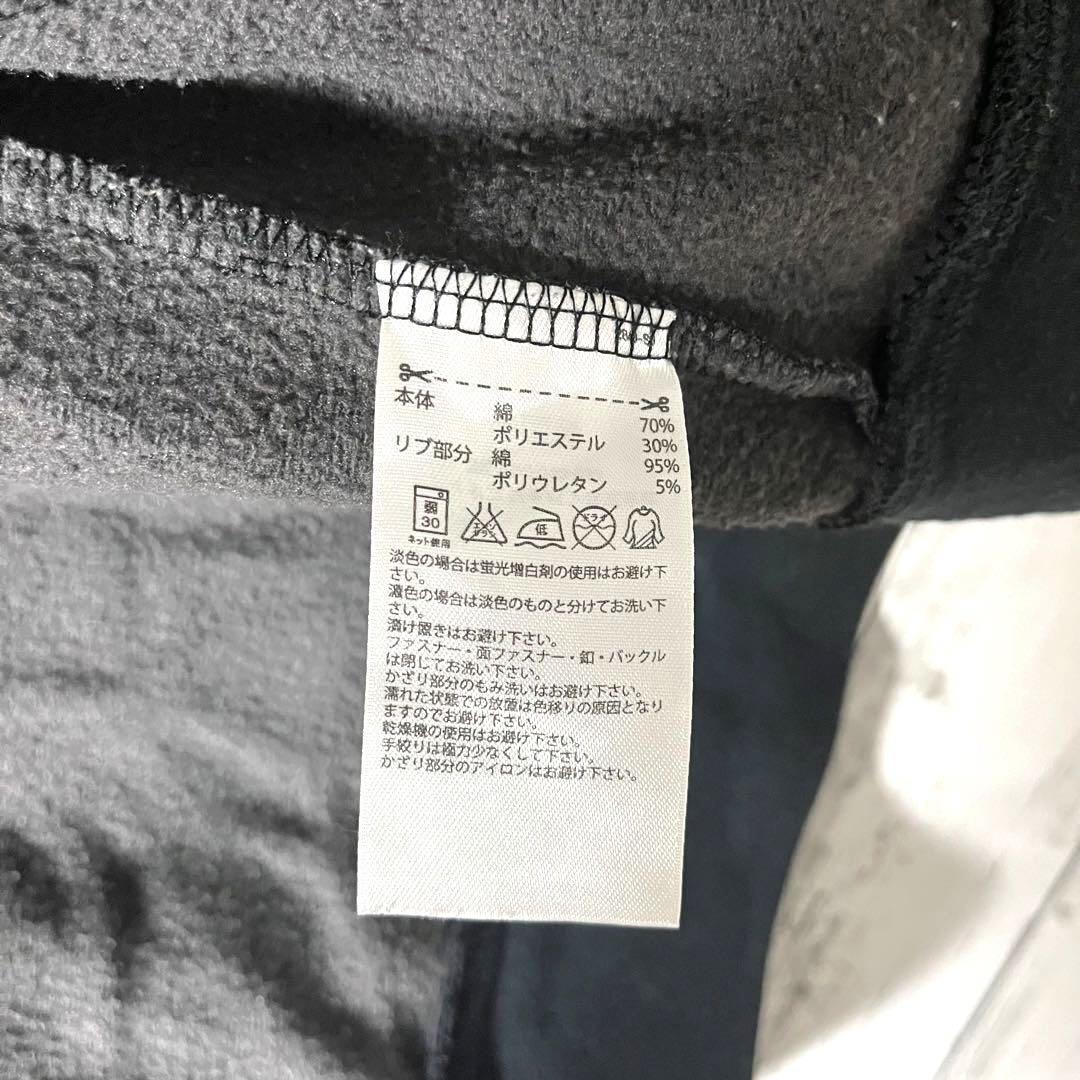 本体 綿 70%
ポリエステル 30%
リブ部分 綿 95%
ポリウレタン 5%
弱
30
ネット使用
エンソサラシ
低
ドライ
淡色の場合は蛍光増白剤の使用はお避け下
さい。
濃色の場合は淡色のものと分けてお洗い下
さい。
漬け置きはお避け下さい。
ファスナー・面ファスナー・釦・バックル
は閉じてお洗い下さい。
かざり部分のもみ洗いはお避け下さい。
濡れた状態での放置は色移りの原因となり
ますのでお避け下さい。
乾燥機の使用はお避け下さい。
手絞りは極力少なくして下さい。
かざり部分のアイロンはお避け下さい。